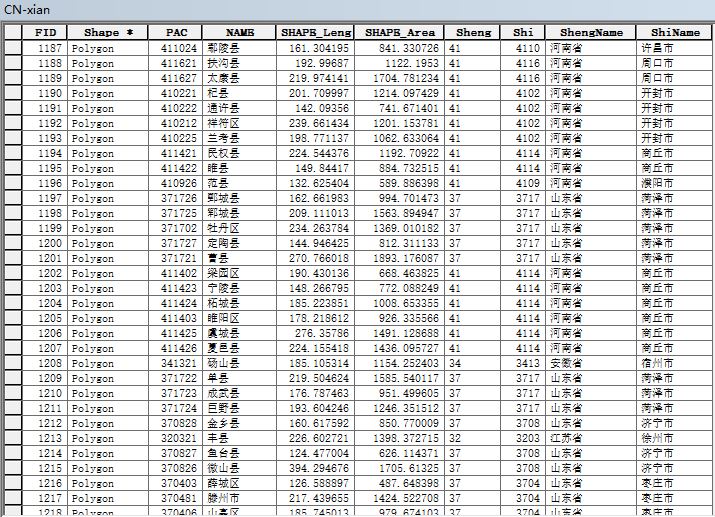 CN-xian
FID Shape * PAC NAME SHAPE_Leng SHAPE_Area Sheng Shi ShengName ShiName
1187 Polygon 411024 鄢陵县 161.304195 841.330726 41 4110 河南省 许昌市
1188 Polygon 411621 扶沟县 192.99687 1122.1953 41 4116 河南省 周口市
1189 Polygon 411627 太康县 219.974141 1704.781234 41 4116 河南省 周口市
1190 Polygon 410221 杞县 201.709997 1214.097429 41 4102 河南省 开封市
1191 Polygon 410222 通许县 142.09356 741.671401 41 4102 河南省 开封市
1192 Polygon 410212 祥符区 239.661434 1201.153781 41 4102 河南省 开封市
1193 Polygon 410225 兰考县 198.771137 1062.633064 41 4102 河南省 开封市
1194 Polygon 411421 民权县 224.544376 1192.70922 41 4114 河南省 商丘市
1195 Polygon 411422 睢县 149.84417 884.732515 41 4114 河南省 商丘市
1196 Polygon 410926 范县 132.625404 589.886398 41 4109 河南省 濮阳市
1197 Polygon 371726 鄄城县 162.661983 994.701473 37 3717 山东省 菏泽市
1198 Polygon 371725 郓城县 209.111013 1563.894947 37 3717 山东省 菏泽市
1199 Polygon 371702 牡丹区 234.263784 1369.010182 37 3717 山东省 菏泽市
1200 Polygon 371727 定陶县 144.946425 812.311133 37 3717 山东省 菏泽市
1201 Polygon 371721 曹县 270.766018 1893.176087 37 3717 山东省 菏泽市
1202 Polygon 411402 梁园区 190.430136 668.463825 41 4114 河南省 商丘市
1203 Polygon 411423 宁陵县 148.266795 772.088249 41 4114 河南省 商丘市
1204 Polygon 411424 柘城县 185.223851 1008.653355 41 4114 河南省 商丘市
1205 Polygon 411403 睢阳区 178.218612 926.335566 41 4114 河南省 商丘市
1206 Polygon 411425 虞城县 276.35786 1491.128688 41 4114 河南省 商丘市
1207 Polygon 411426 夏邑县 224.155418 1436.095727 41 4114 河南省 商丘市
1208 Polygon 341321 砀山县 185.105314 1154.252403 34 3413 安徽省 宿州市
1209 Polygon 371722 单县 219.504624 1585.540117 37 3717 山东省 菏泽市
1210 Polygon 371723 成武县 176.787463 951.499605 37 3717 山东省 菏泽市
1211 Polygon 371724 巨野县 193.604246 1246.351512 37 3717 山东省 菏泽市
1212 Polygon 370828 金乡县 160.617592 850.770009 37 3708 山东省 济宁市
1213 Polygon 320321 丰县 226.602721 1398.372715 32 3203 江苏省 徐州市
1214 Polygon 370827 鱼台县 124.477004 626.114371 37 3708 山东省 济宁市
1215 Polygon 370826 微山县 394.294676 1705.61325 37 3708 山东省 济宁市
1216 Polygon 370403 薛城区 126.588897 487.648398 37 3704 山东省 枣庄市
1217 Polygon 370481 滕州市 217.439655 1424.522708 37 3704 山东省 枣庄市
1218 Polygon 370406 山亭区 185.745013 979.674103 37 3704 山东省 枣庄市